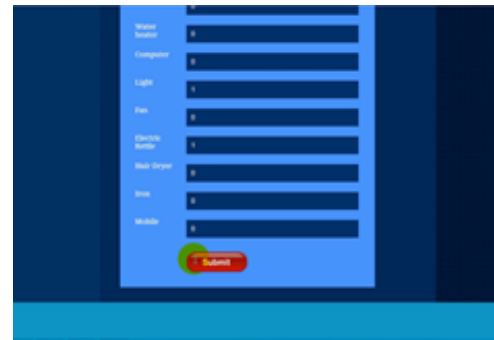 Water
heater
0
Computer
0
Light
1
Fan
0
Electric
Kettle
1
Hair Dryer
0
Iron
0
Mobile
0
Submit